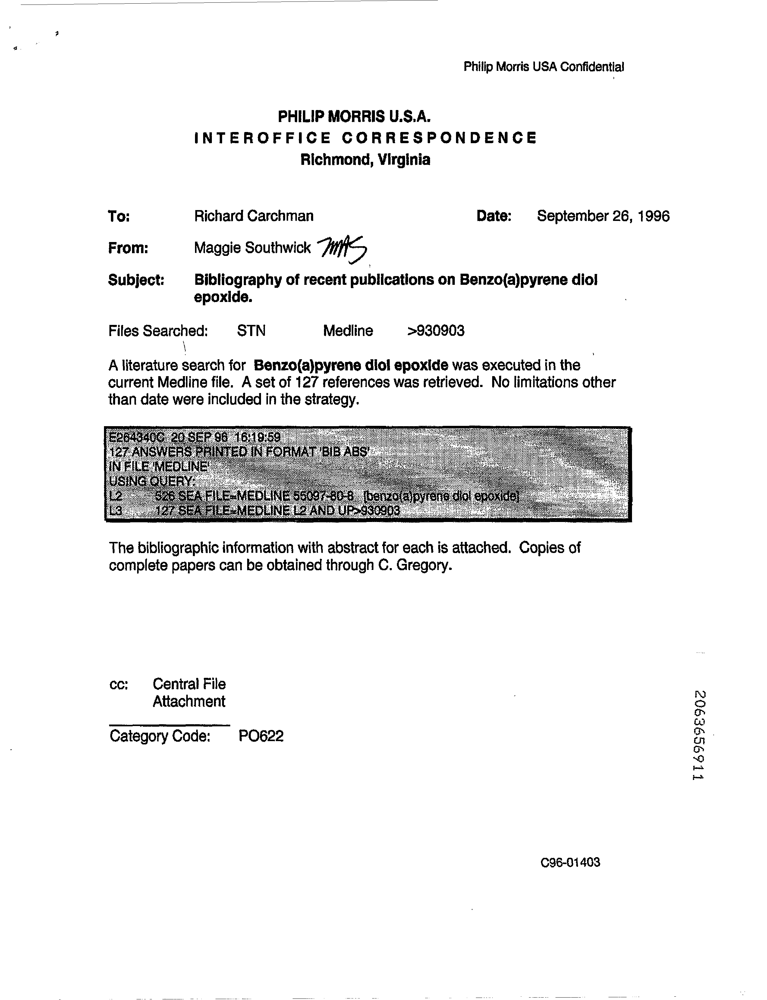 Philip Morris USA Confidential
PHILIP MORRIS U.S.A.
INTEROFFICE CORRESPONDENCE
Richmond, Virginia
To: Richard Carchman Date: September 26, 1996
From: Maggie Southwick MAS
Subject: Bibliography of recent publications on Benzo(a)pyrene diol
epoxide.
Files Searched: STN Medline >930903
A literature search for Benzo(a)pyrene diol epoxide was executed in the
current Medline file. A set of 127 references was retrieved. No limitations other
than date were included in the strategy.
E264340C 20 SEP 96 16:19:59
127 ANSWERS PRINTED IN FORMAT 'BIB ABS'
IN FILE 'MEDLINE'
USING QUERY:
L2 526 SEA FILE=MEDLINE 55097-80-8 [benzo(a)pyrene diol epoxide]
L3 127 SEA FILE=MEDLINE L2 AND UP>930903
The bibliographic information with abstract for each is attached. Copies of
complete papers can be obtained through C. Gregory.
cc: Central File
Attachment
Category Code: PO622
2063656911
C96-01403